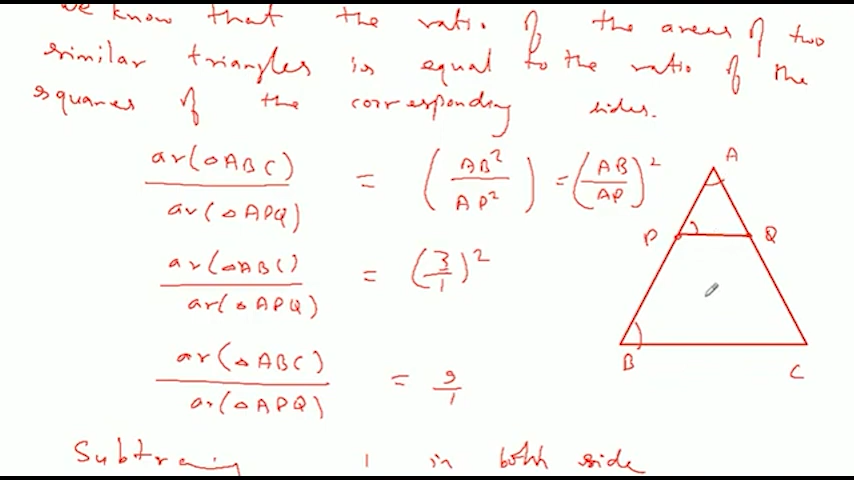 we know that the ratio of the areas of two
similar triangles is equal to the ratio of the
squares of the corresponding sides.
ar(△ABC) / ar(△APQ) = (AB² / AP²) = (AB / AP)²
ar(△ABC) / ar(△APQ) = (3/1)²
ar(△ABC) / ar(△APQ) = 9/1
A
P Q
B C
Subtraing 1 in both side